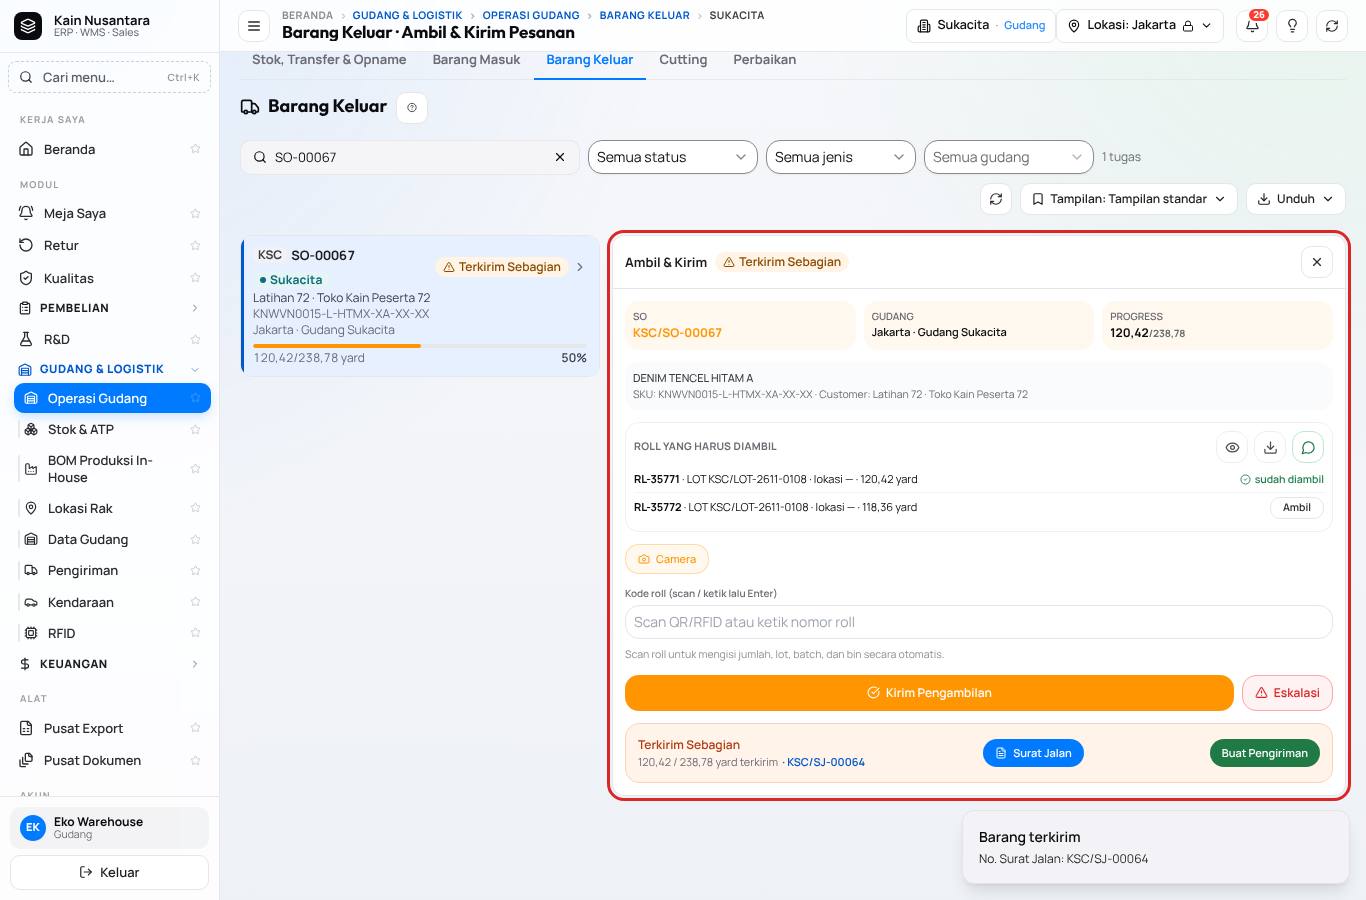 Kain Nusantara
ERP · WMS · Sales
Cari menu... Ctrl+K
KERJA SAYA
Beranda
MODUL
Meja Saya
Retur
Kualitas
PEMBELIAN
R&D
GUDANG & LOGISTIK
Operasi Gudang
Stok & ATP
BOM Produksi In-
House
Lokasi Rak
Data Gudang
Pengiriman
Kendaraan
RFID
KEUANGAN
ALAT
Pusat Export
Pusat Dokumen
AKUN
EK Eko Warehouse
Gudang
Keluar
BERANDA > GUDANG & LOGISTIK > OPERASI GUDANG > BARANG KELUAR > SUKACITA
Barang Keluar · Ambil & Kirim Pesanan
Sukacita · Gudang
Lokasi: Jakarta
26
Stok, Transfer & Opname Barang Masuk Barang Keluar Cutting Perbaikan
Barang Keluar
SO-00067 Semua status Semua jenis Semua gudang 1 tugas
Tampilan: Tampilan standar Unduh
KSC SO-00067
Terkirim Sebagian
Sukacita
Latihan 72 · Toko Kain Peserta 72
KNWVN0015-L-HTMX-XA-XX-XX
Jakarta · Gudang Sukacita
120,42/238,78 yard 50%
Ambil & Kirim Terkirim Sebagian
SO
KSC/SO-00067
GUDANG
Jakarta · Gudang Sukacita
PROGRESS
120,42/238,78
DENIM TENCEL HITAM A
SKU: KNWVN0015-L-HTMX-XA-XX-XX · Customer: Latihan 72 · Toko Kain Peserta 72
ROLL YANG HARUS DIAMBIL
RL-35771 · LOT KSC/LOT-2611-0108 · lokasi — · 120,42 yard sudah diambil
RL-35772 · LOT KSC/LOT-2611-0108 · lokasi — · 118,36 yard Ambil
Camera
Kode roll (scan / ketik lalu Enter)
Scan QR/RFID atau ketik nomor roll
Scan roll untuk mengisi jumlah, lot, batch, dan bin secara otomatis.
Kirim Pengambilan Eskalasi
Terkirim Sebagian
120,42 / 238,78 yard terkirim · KSC/SJ-00064
Surat Jalan
Buat Pengiriman
Barang terkirim
No. Surat Jalan: KSC/SJ-00064